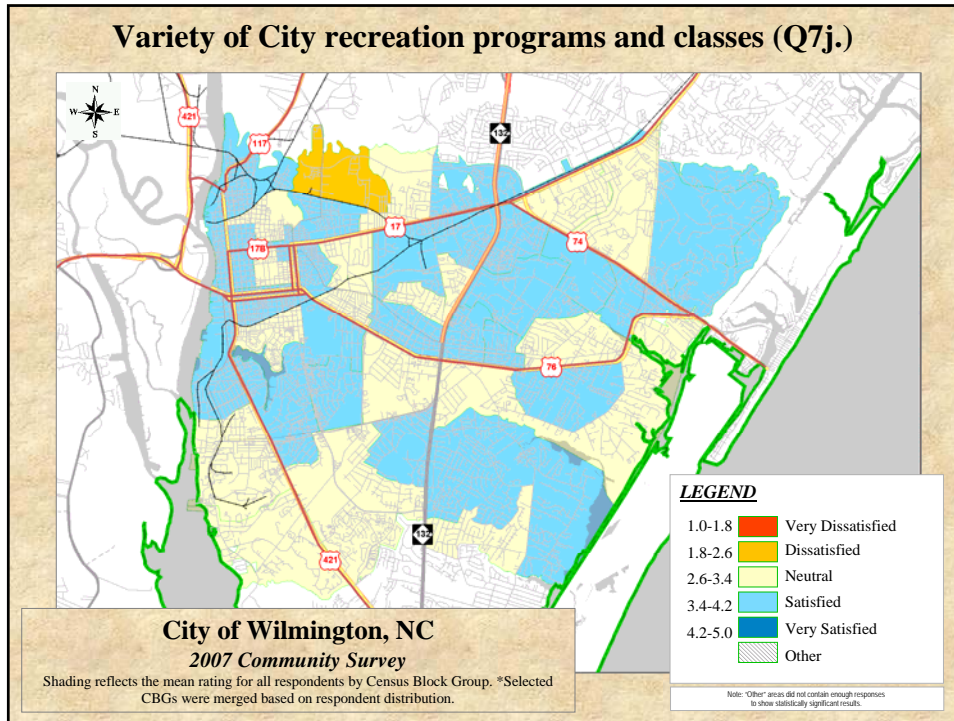 Variety of City recreation programs and classes (Q7j.)
N
W E
S
421
117
132
17
17B
74
76
132
421
LEGEND
1.0-1.8 Very Dissatisfied
1.8-2.6 Dissatisfied
2.6-3.4 Neutral
3.4-4.2 Satisfied
4.2-5.0 Very Satisfied
Other
City of Wilmington, NC
2007 Community Survey
Shading reflects the mean rating for all respondents by Census Block Group. *Selected
CBGs were merged based on respondent distribution.
Note: "Other" areas did not contain enough responses
to show statistically significant results.